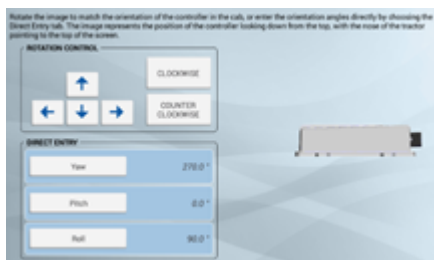 Rotate the image to match the orientation of the controller in the cab, or enter the orientation angles directly by choosing the
Direct Entry tab. The image represents the position of the controller looking down from the top, with the nose of the tractor
pointing to the top of the screen.
ROTATION CONTROL
CLOCKWISE
COUNTER
CLOCKWISE
DIRECT ENTRY
Yaw 270.0 °
Pitch 0.0 °
Roll 90.0 °